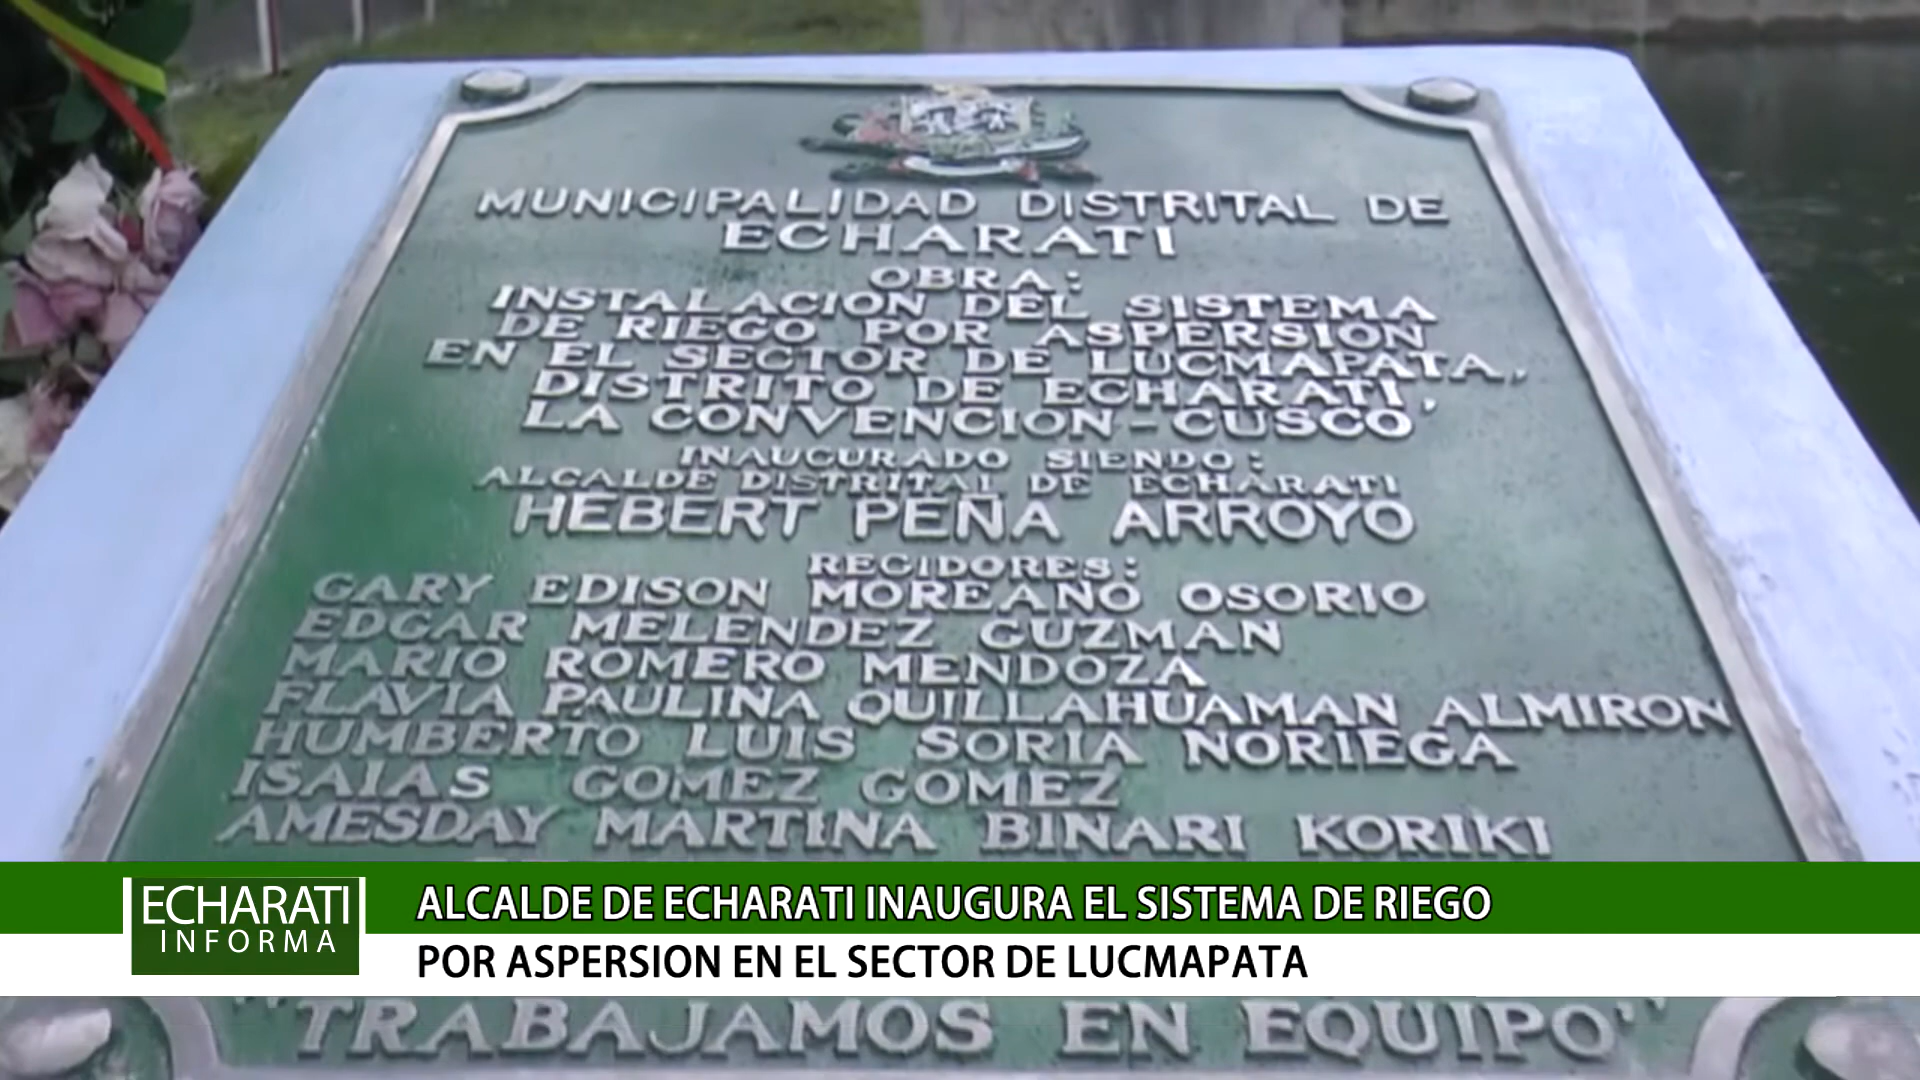 MUNICIPALIDAD DISTRITAL DE
ECHARATI
OBRA:
INSTALACION DEL SISTEMA
DE RIEGO POR ASPERSIÓN
EN EL SECTOR DE LUCMAPATA,
DISTRITO DE ECHARATI,
LA CONVENCION-CUSCO
INAUGURADO SIENDO:
ALCALDE DISTRITAL DE ECHARATI
HEBERT PEÑA ARROYO
REGIDORES:
GARY EDISON MOREANO OSORIO
EDGAR MELENDEZ GUZMAN
MARIO ROMERO MENDOZA
FLAVIA PAULINA QUILLAHUAMAN ALMIRON
HUMBERTO LUIS SORIA NORIEGA
ISAIAS GOMEZ GOMEZ
AMESDAY MARTINA BINARI KORIKI
ECHARATI
INFORMA
ALCALDE DE ECHARATI INAUGURA EL SISTEMA DE RIEGO
POR ASPERSION EN EL SECTOR DE LUCMAPATA
"TRABAJAMOS EN EQUIPO"